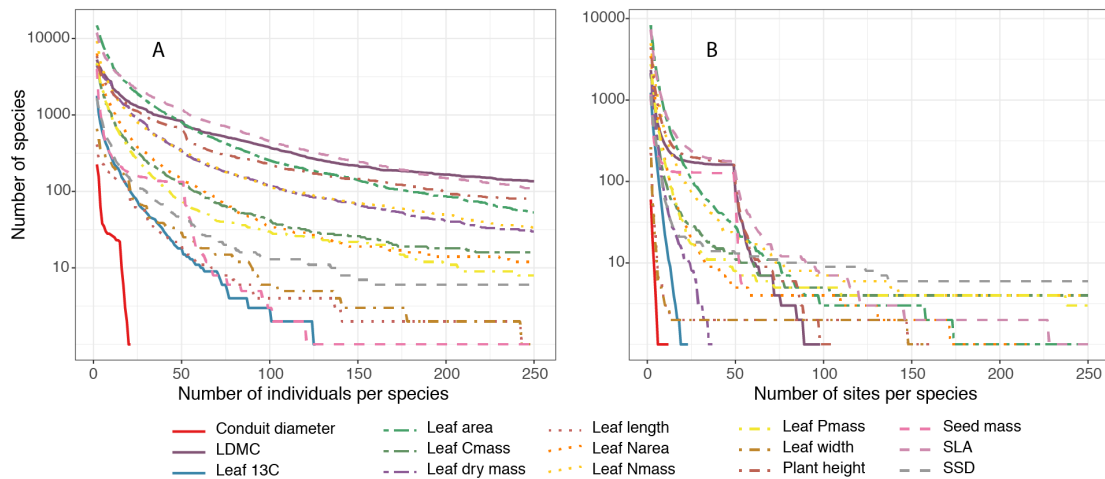 A
B
Number of species
10000
1000
100
10
0
50
100
150
200
250
Number of individuals per species
10000
1000
100
10
0
50
100
150
200
250
Number of sites per species
Conduit diameter
LDMC
Leaf 13C
Leaf area
Leaf Cmass
Leaf dry mass
Leaf length
Leaf Narea
Leaf Nmass
Leaf Pmass
Leaf width
Plant height
Seed mass
SLA
SSD